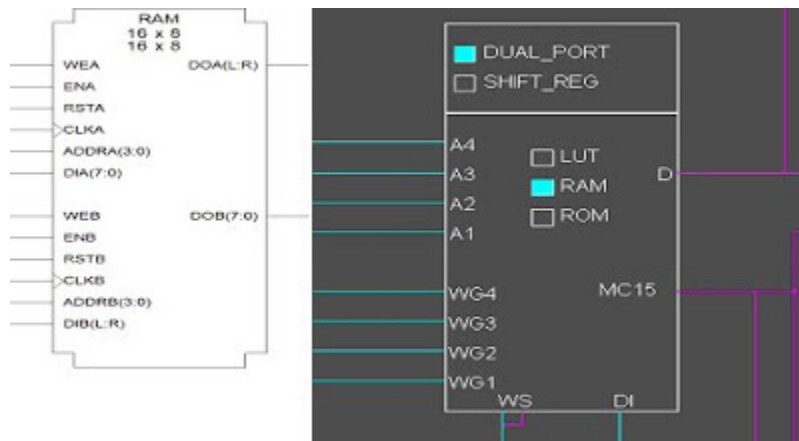 RAM
16 x 8
16 x 8
WEA DOA(L:R)
ENA
RSTA
CLKA
ADDRA(3:0)
DIA(7:0)
WEB DOB(7:0)
ENB
RSTB
CLKB
ADDRB(3:0)
DIB(L:R)
DUAL_PORT
SHIFT_REG
A4
LUT
A3 D
RAM
A2
ROM
A1
WG4 MC15
WG3
WG2
WG1
WS DI